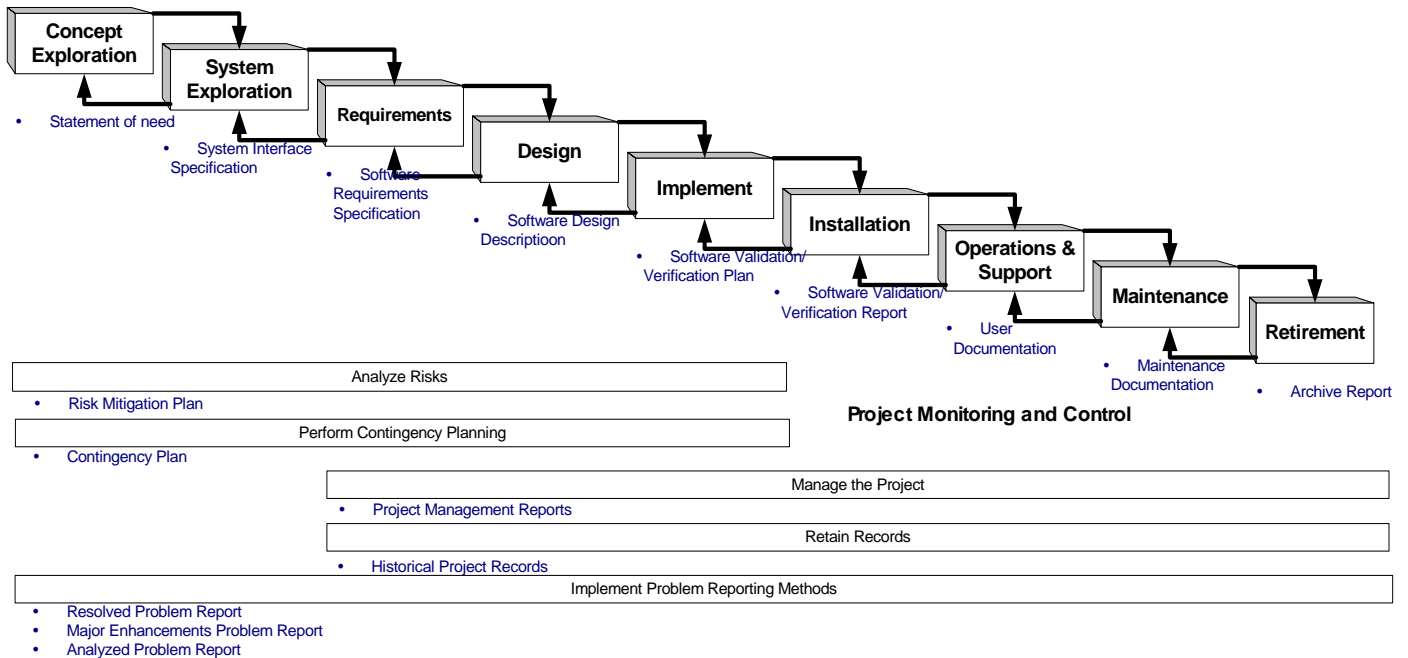 Concept
Exploration
System
Exploration
Requirements
Design
Implement
Installation
Operations &
Support
Maintenance
Retirement
• Statement of need
• System Interface
Specification
• Software
Requirements
Specification
• Software Design
Descriptioon
• Software Validation/
Verification Plan
• Software Validation/
Verification Report
• User
Documentation
• Maintenance
Documentation
• Archive Report
Analyze Risks
• Risk Mitigation Plan
Project Monitoring and Control
Perform Contingency Planning
• Contingency Plan
Manage the Project
• Project Management Reports
Retain Records
• Historical Project Records
Implement Problem Reporting Methods
• Resolved Problem Report
• Major Enhancements Problem Report
• Analyzed Problem Report